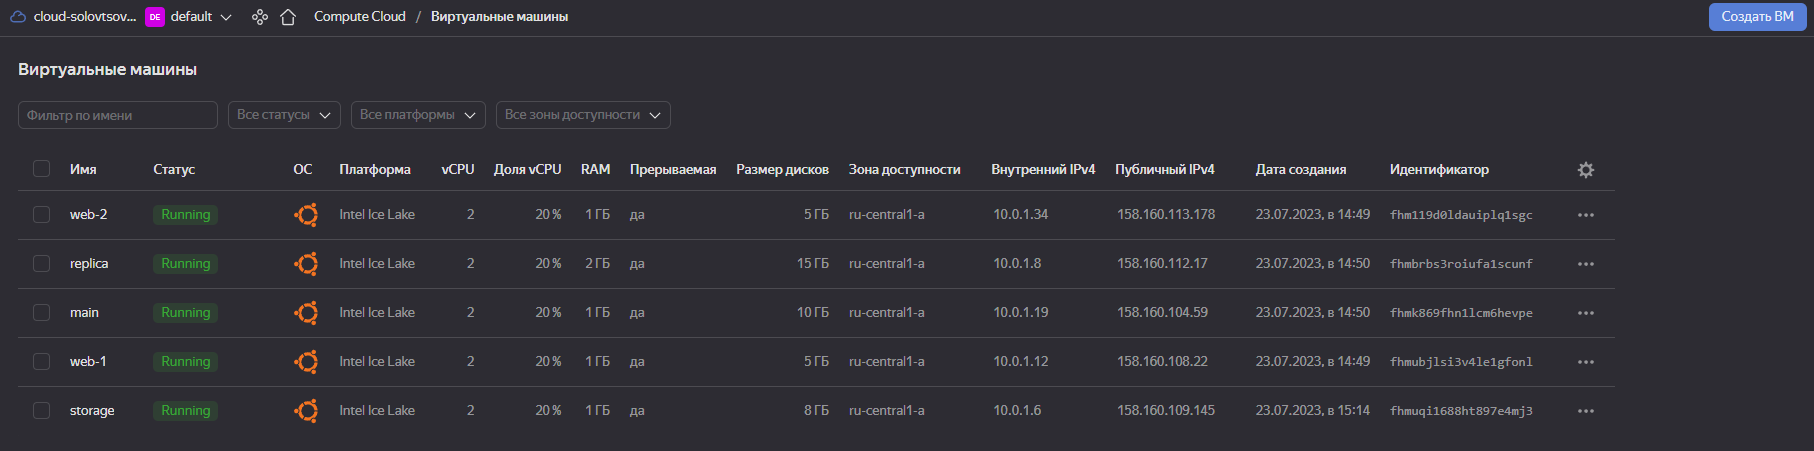 cloud-solovtsov... DE default Compute Cloud / Виртуальные машины Создать ВМ
Виртуальные машины
Фильтр по имени Все статусы Все платформы Все зоны доступности
Имя Статус ОС Платформа vCPU Доля vCPU RAM Прерываемая Размер дисков Зона доступности Внутренний IPv4 Публичный IPv4 Дата создания Идентификатор
web-2 Running Intel Ice Lake 2 20 % 1 ГБ да 5 ГБ ru-central1-a 10.0.1.34 158.160.113.178 23.07.2023, в 14:49 fhm119d0ldauiplq1sgc
replica Running Intel Ice Lake 2 20 % 2 ГБ да 15 ГБ ru-central1-a 10.0.1.8 158.160.112.17 23.07.2023, в 14:50 fhmbrbs3roiufa1scunf
main Running Intel Ice Lake 2 20 % 1 ГБ да 10 ГБ ru-central1-a 10.0.1.19 158.160.104.59 23.07.2023, в 14:50 fhmk869fhn1lcm6hevpe
web-1 Running Intel Ice Lake 2 20 % 1 ГБ да 5 ГБ ru-central1-a 10.0.1.12 158.160.108.22 23.07.2023, в 14:49 fhmubjlsi3v4le1gfonl
storage Running Intel Ice Lake 2 20 % 1 ГБ да 8 ГБ ru-central1-a 10.0.1.6 158.160.109.145 23.07.2023, в 15:14 fhmuqi1688ht897e4mj3